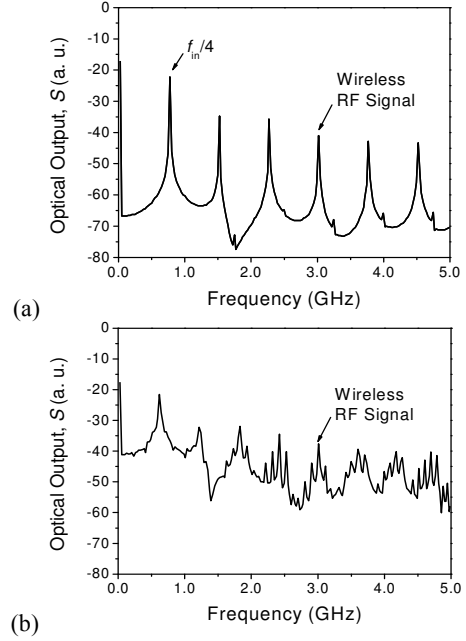 0
f_in/4
-10
Wireless
RF Signal
-20
-30
-40
-50
-60
-70
-80
Optical Output, S (a. u.)
0.0 1.0 2.0 3.0 4.0 5.0
Frequency (GHz)
(a)
0
-10
Wireless
RF Signal
-20
-30
-40
-50
-60
-70
-80
Optical Output, S (a. u.)
0.0 1.0 2.0 3.0 4.0 5.0
Frequency (GHz)
(b)